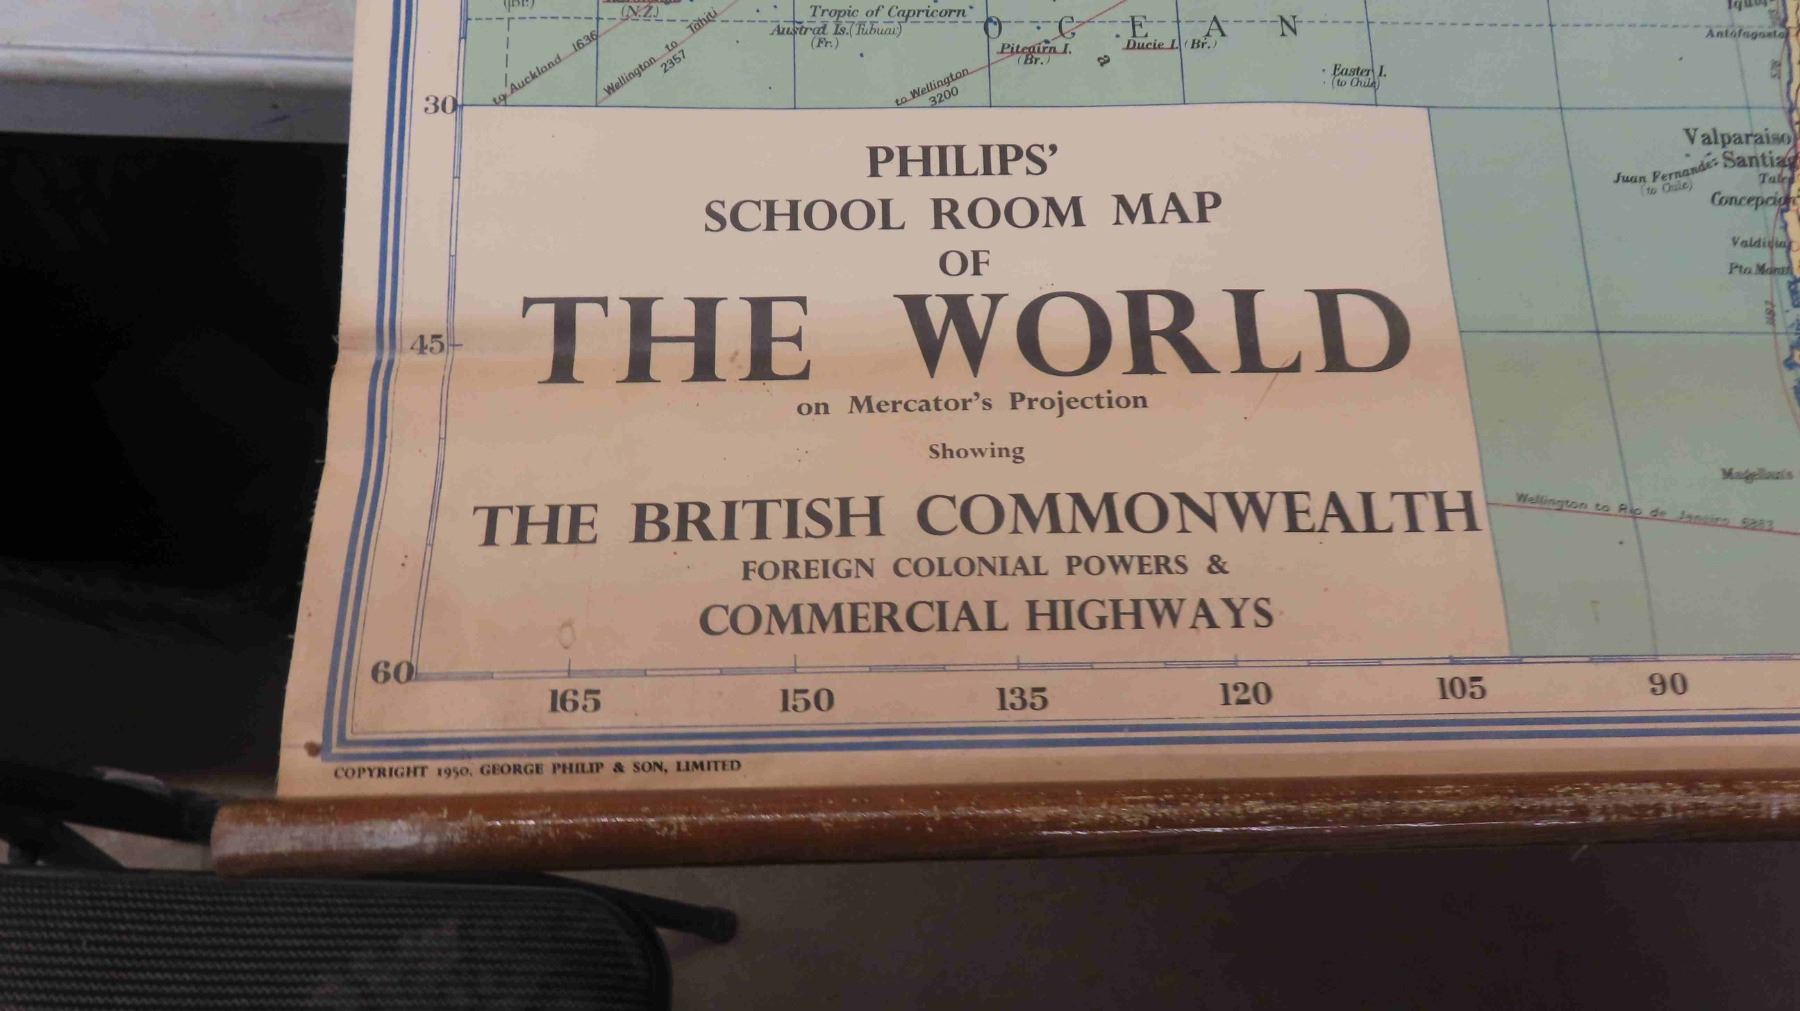 (N.Z.)
Tropic of Capricorn
Austral Is. (Tubuai)
(Fr.)
O C E A N
Pitcairn I.
(Br.)
Ducie I. (Br.)
a
Easter I.
(to Chile)
to Auckland 1636
Wellington to Tahiti
2357
to Wellington
3200
Antofagasta
30
PHILIPS'
SCHOOL ROOM MAP
OF
THE WORLD
on Mercator's Projection
Showing
THE BRITISH COMMONWEALTH
FOREIGN COLONIAL POWERS &
COMMERCIAL HIGHWAYS
Valparaiso
Santia
Juan Fernandez
(to Chile)
Concepcion
Valdivia
Pto Montt
45
Magellanes
Wellington to Rio de Janeiro
60
165 150 135 120 105 90
COPYRIGHT 1950, GEORGE PHILIP & SON, LIMITED